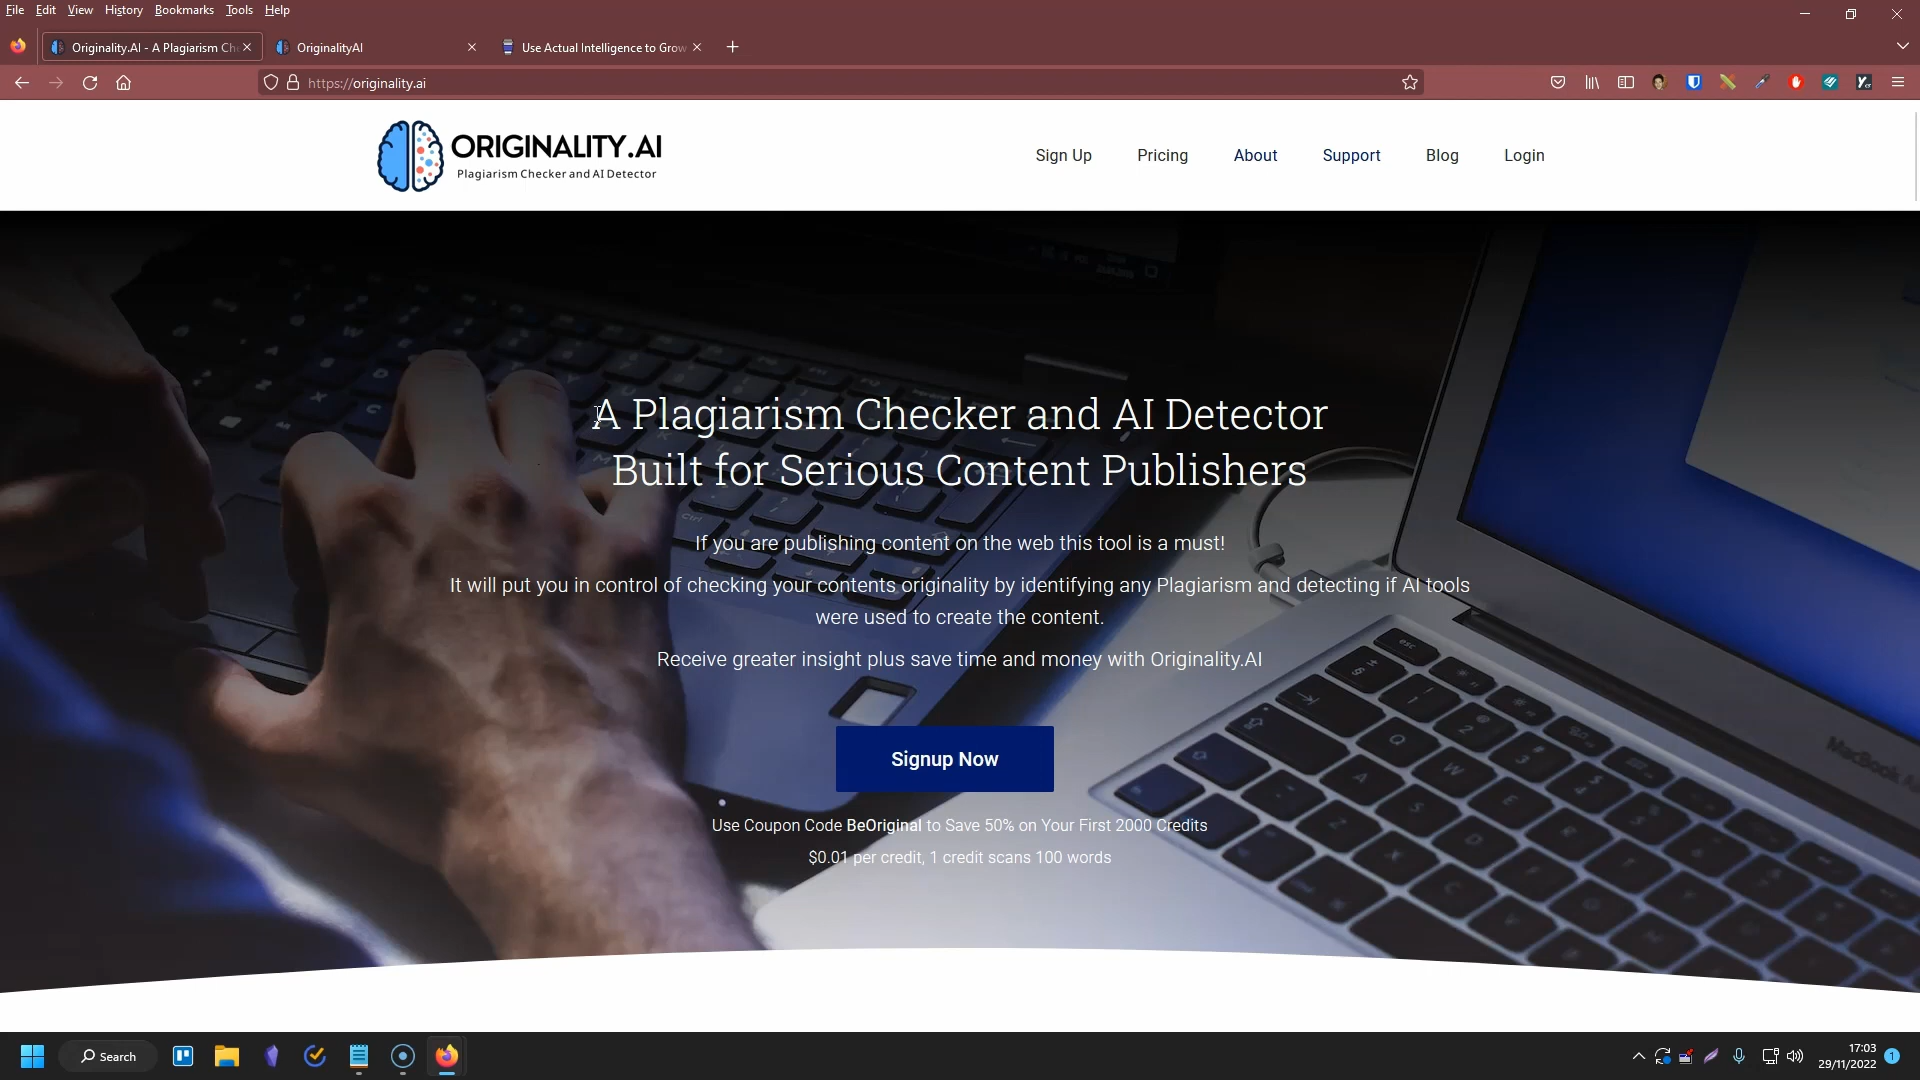 File Edit View History Bookmarks Tools Help
Originality.AI - A Plagiarism Ch
OriginalityAI
Use Actual Intelligence to Grow
https://originality.ai
ORIGINALITY.AI
Plagiarism Checker and AI Detector
Sign Up Pricing About Support Blog Login
A Plagiarism Checker and AI Detector
Built for Serious Content Publishers
If you are publishing content on the web this tool is a must!
It will put you in control of checking your contents originality by identifying any Plagiarism and detecting if AI tools
were used to create the content.
Receive greater insight plus save time and money with Originality.AI
Signup Now
Use Coupon Code BeOriginal to Save 50% on Your First 2000 Credits
$0.01 per credit, 1 credit scans 100 words
Search
17:03
29/11/2022
1